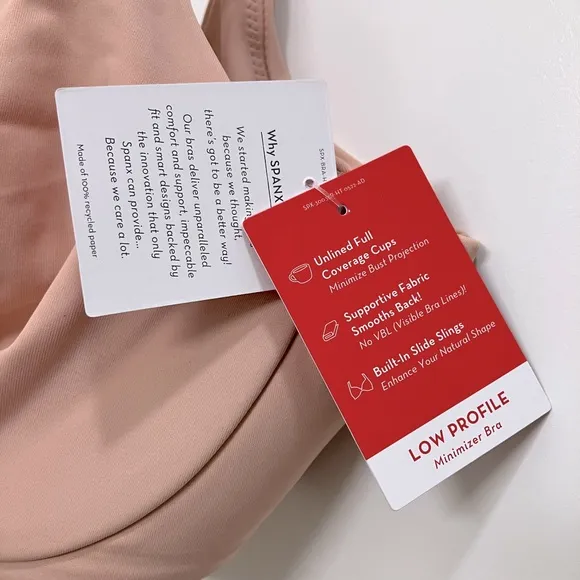 Why SPANX
We started makin
because we thought,
there's got to be a better way!
Our bras deliver unparalleled
comfort and support, impeccable
fit and smart designs backed by
the innovation that only
Spanx can provide...
Because we care a lot.
Made of 100% recycled paper
SPX-BRA-H
Unlined Full
Coverage Cups
Minimize Bust Projection
Supportive Fabric
Smooths Back!
No VBL (Visible Bra Lines)!
Built-In Slide Slings
Enhance Your Natural Shape
LOW PROFILE
Minimizer Bra